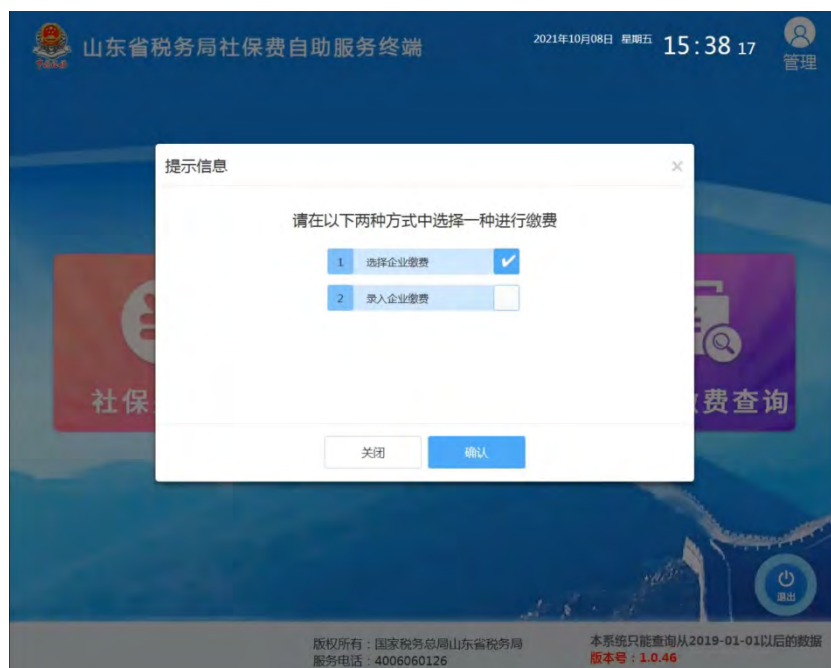 山东省税务局社保费自助服务终端
2021年10月08日 星期五 15:38 17
管理
提示信息
请在以下两种方式中选择一种进行缴费
1 选择企业缴费
2 录入企业缴费
社保
费查询
关闭 确认
退出
版权所有：国家税务总局山东省税务局
服务电话：4006060126
本系统只能查询从2019-01-01以后的数据
版本号：1.0.46